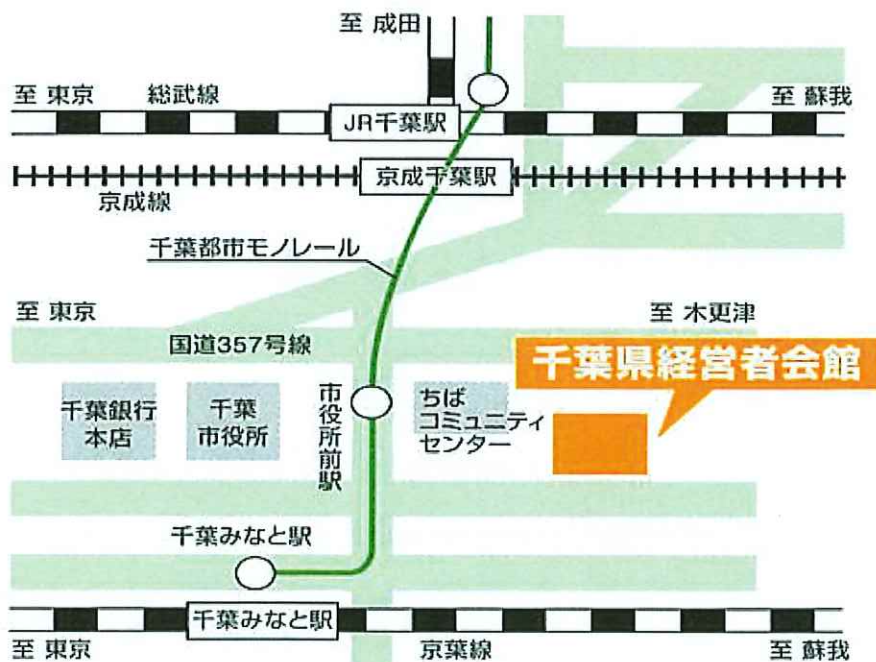 至 成田
至 東京
総武線
至 蘇我
JR千葉駅
京成千葉駅
京成線
千葉都市モノレール
至 東京
至 木更津
国道357号線
千葉県経営者会館
千葉銀行
本店
千葉
市役所
市役所前駅
ちば
コミュニティ
センター
千葉みなと駅
千葉みなと駅
至 東京
京葉線
至 蘇我